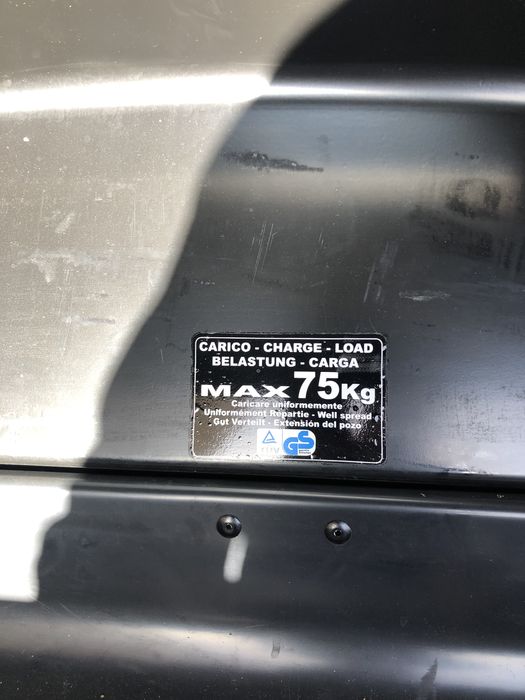 CARICO - CHARGE - LOAD
BELASTUNG - CARGA
MAX 75Kg
Caricare uniformemente
Uniformément Repartie - Well spread
Gut Verteilt - Extensión del pozo
TÜV GS